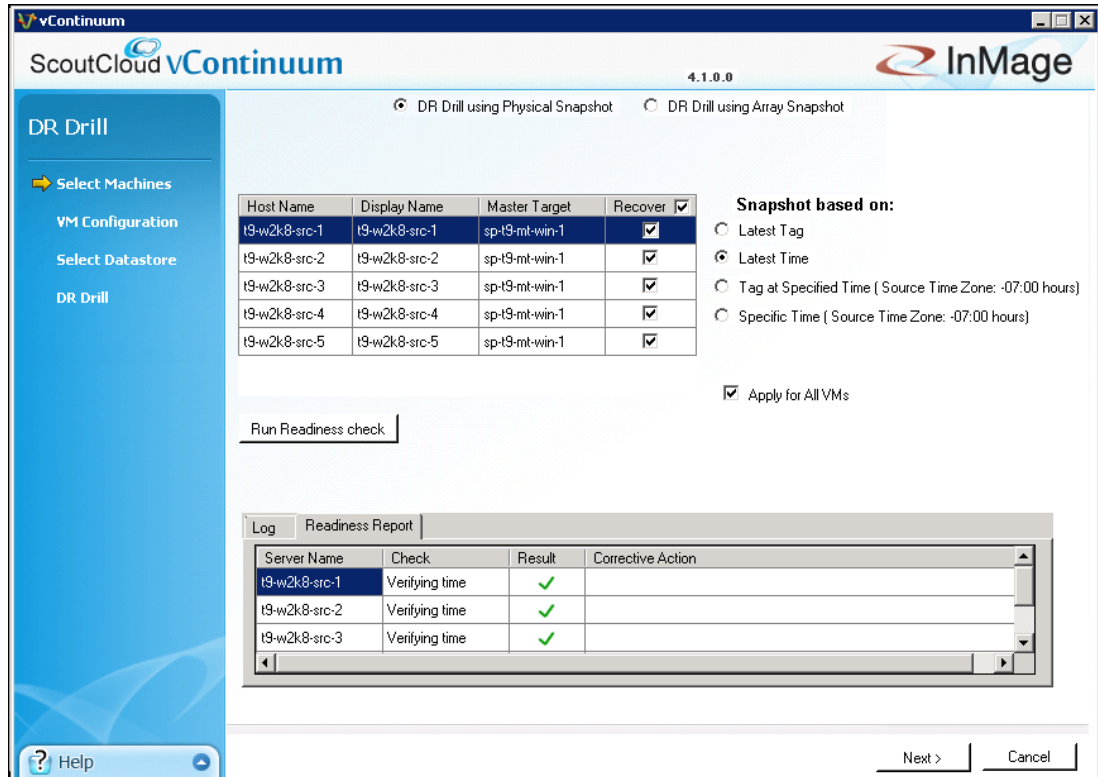 vContinuum
ScoutCloud vContinuum
4.1.0.0
InMage
DR Drill
Select Machines
VM Configuration
Select Datastore
DR Drill
DR Drill using Physical Snapshot DR Drill using Array Snapshot
Host Name Display Name Master Target Recover
t9-w2k8-src-1 t9-w2k8-src-1 sp-t9-mt-win-1
t9-w2k8-src-2 t9-w2k8-src-2 sp-t9-mt-win-1
t9-w2k8-src-3 t9-w2k8-src-3 sp-t9-mt-win-1
t9-w2k8-src-4 t9-w2k8-src-4 sp-t9-mt-win-1
t9-w2k8-src-5 t9-w2k8-src-5 sp-t9-mt-win-1
Snapshot based on:
Latest Tag
Latest Time
Tag at Specified Time ( Source Time Zone: -07:00 hours)
Specific Time ( Source Time Zone: -07:00 hours)
Apply for All VMs
Run Readiness check
Log Readiness Report
Server Name Check Result Corrective Action
t9-w2k8-src-1 Verifying time
t9-w2k8-src-2 Verifying time
t9-w2k8-src-3 Verifying time
? Help
Next > Cancel